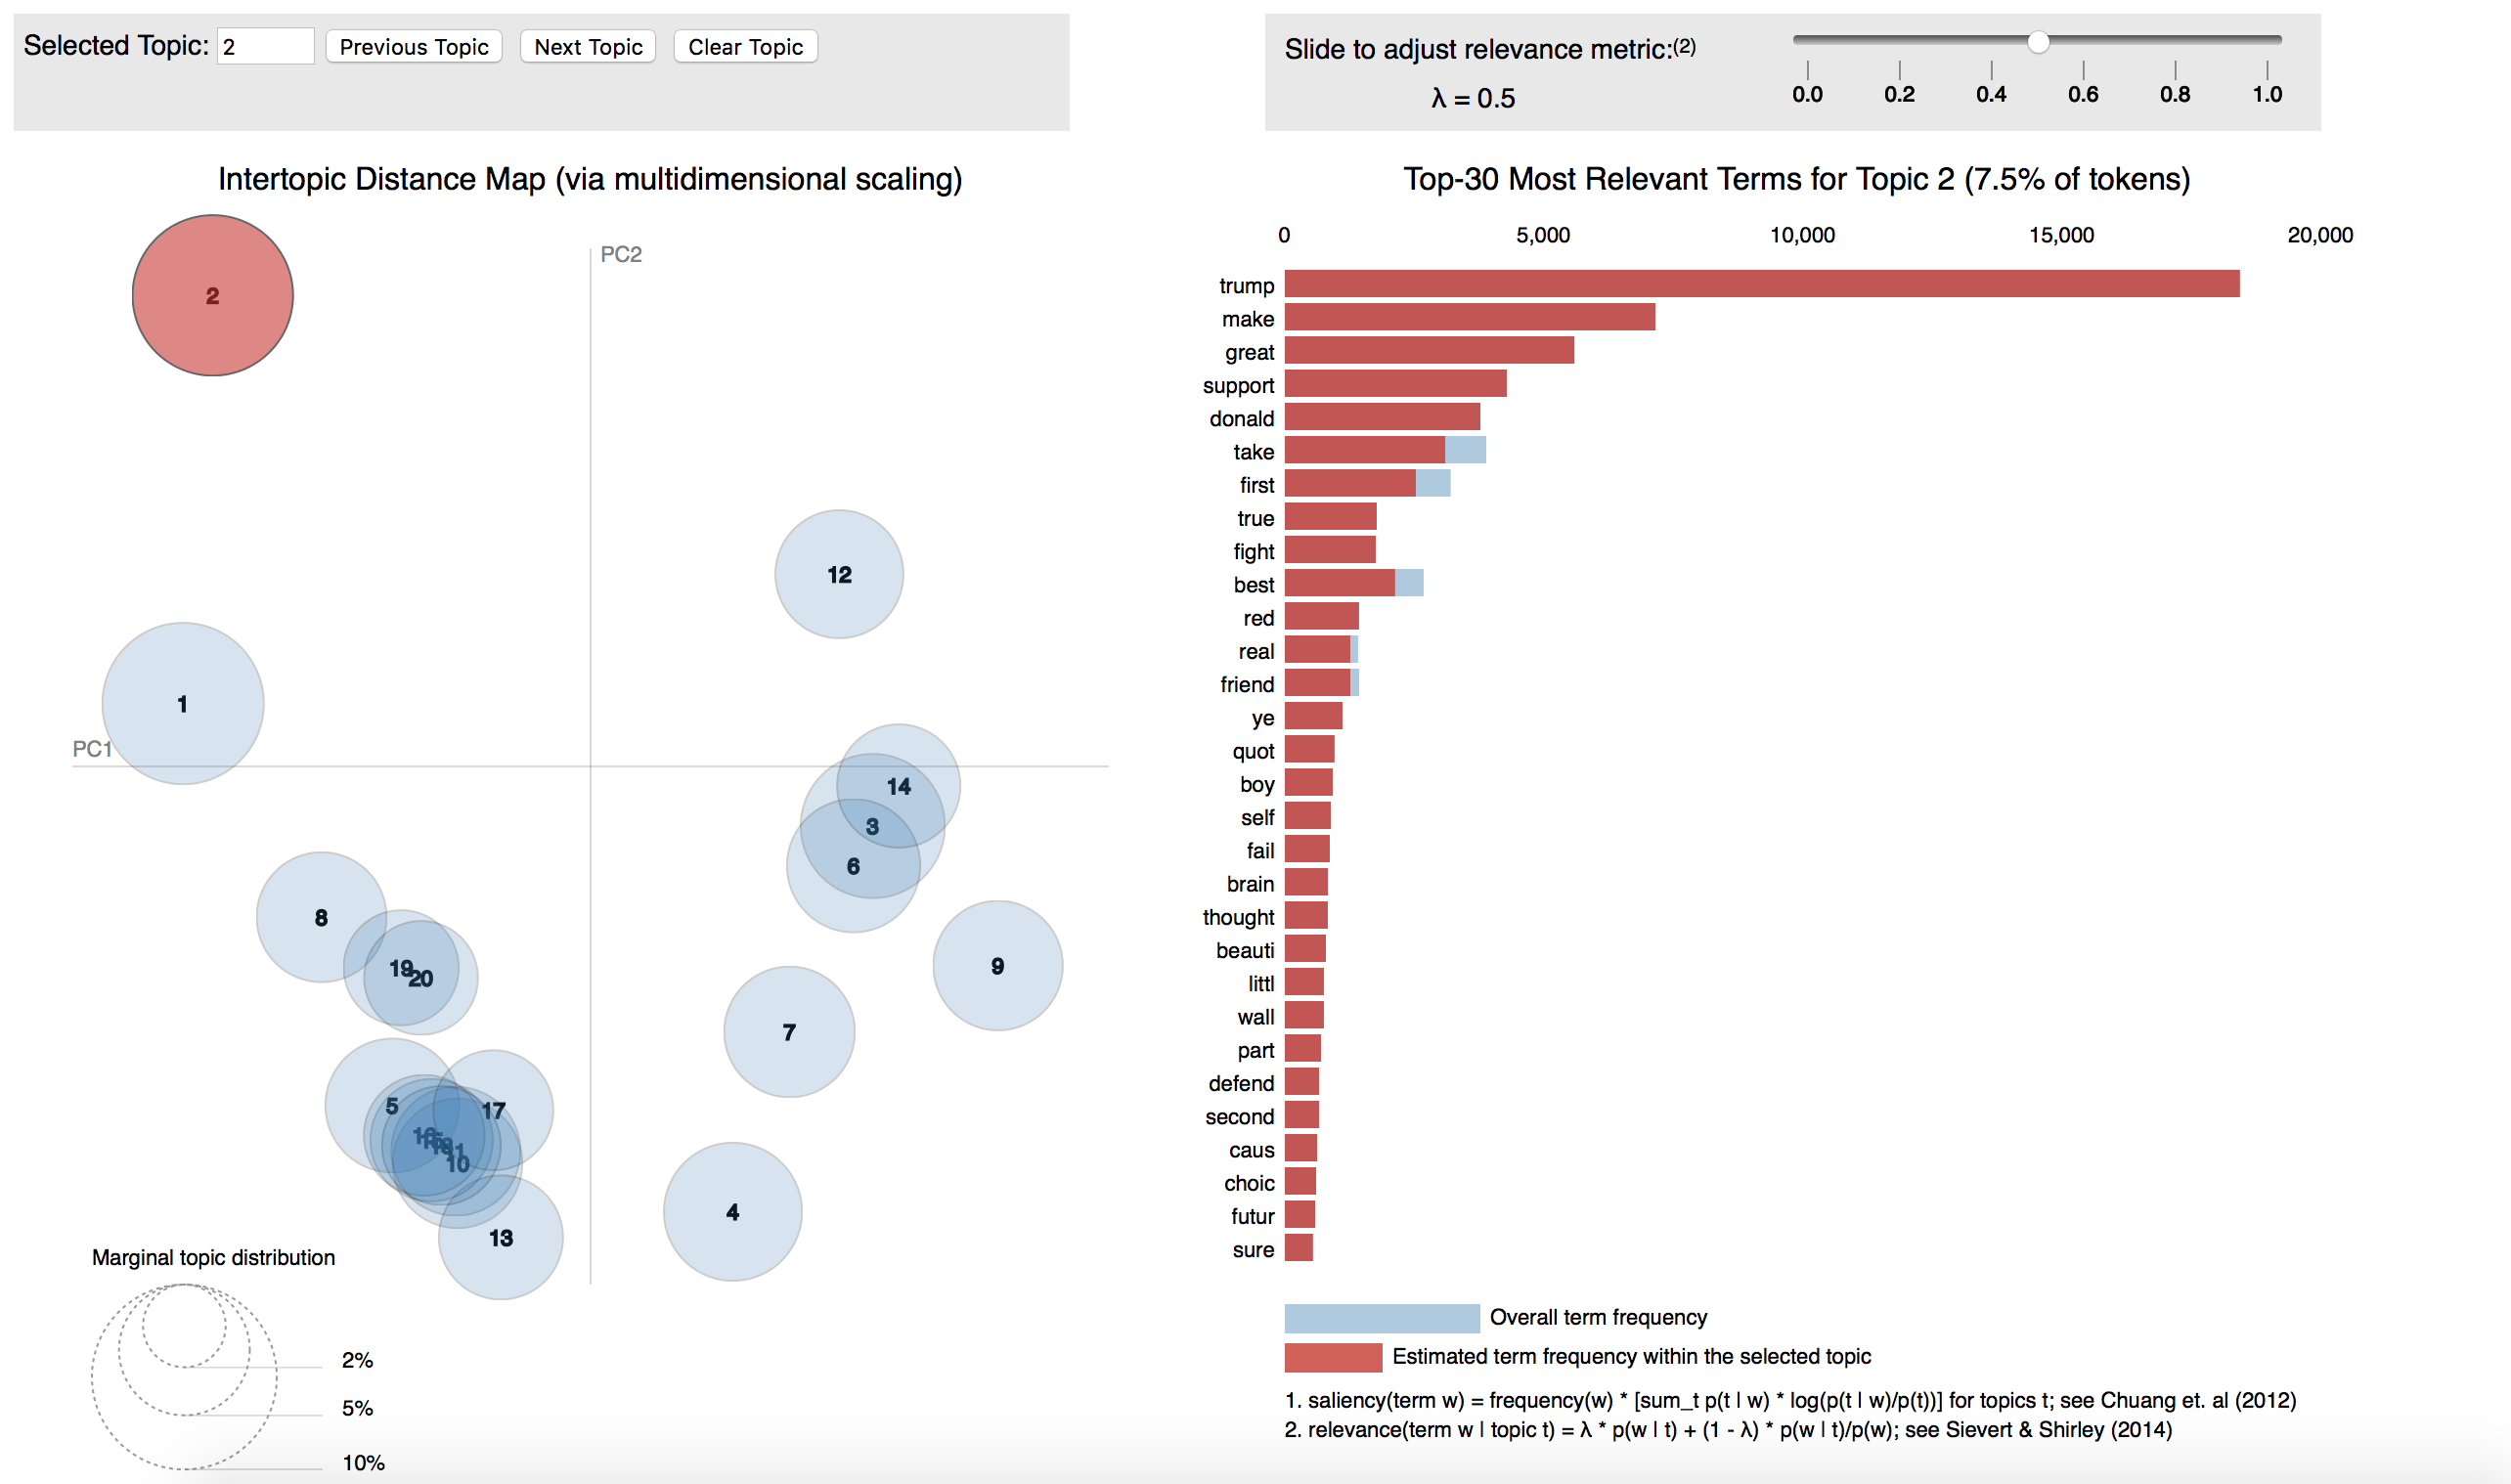 Selected Topic: 2 Previous Topic Next Topic Clear Topic
Slide to adjust relevance metric:(2)
λ = 0.5
0.0 0.2 0.4 0.6 0.8 1.0
Intertopic Distance Map (via multidimensional scaling)
PC2
PC1
2
12
1
14
3
6
8
19
20
9
7
5
17
10
4
13
Marginal topic distribution
2%
5%
10%
Top-30 Most Relevant Terms for Topic 2 (7.5% of tokens)
0 5,000 10,000 15,000 20,000
trump
make
great
support
donald
take
first
true
fight
best
red
real
friend
ye
quot
boy
self
fail
brain
thought
beauti
littl
wall
part
defend
second
caus
choic
futur
sure
Overall term frequency
Estimated term frequency within the selected topic
1. saliency(term w) = frequency(w) * [sum_t p(t | w) * log(p(t | w)/p(t))] for topics t; see Chuang et. al (2012)
2. relevance(term w | topic t) = λ * p(w | t) + (1 - λ) * p(w | t)/p(w); see Sievert & Shirley (2014)